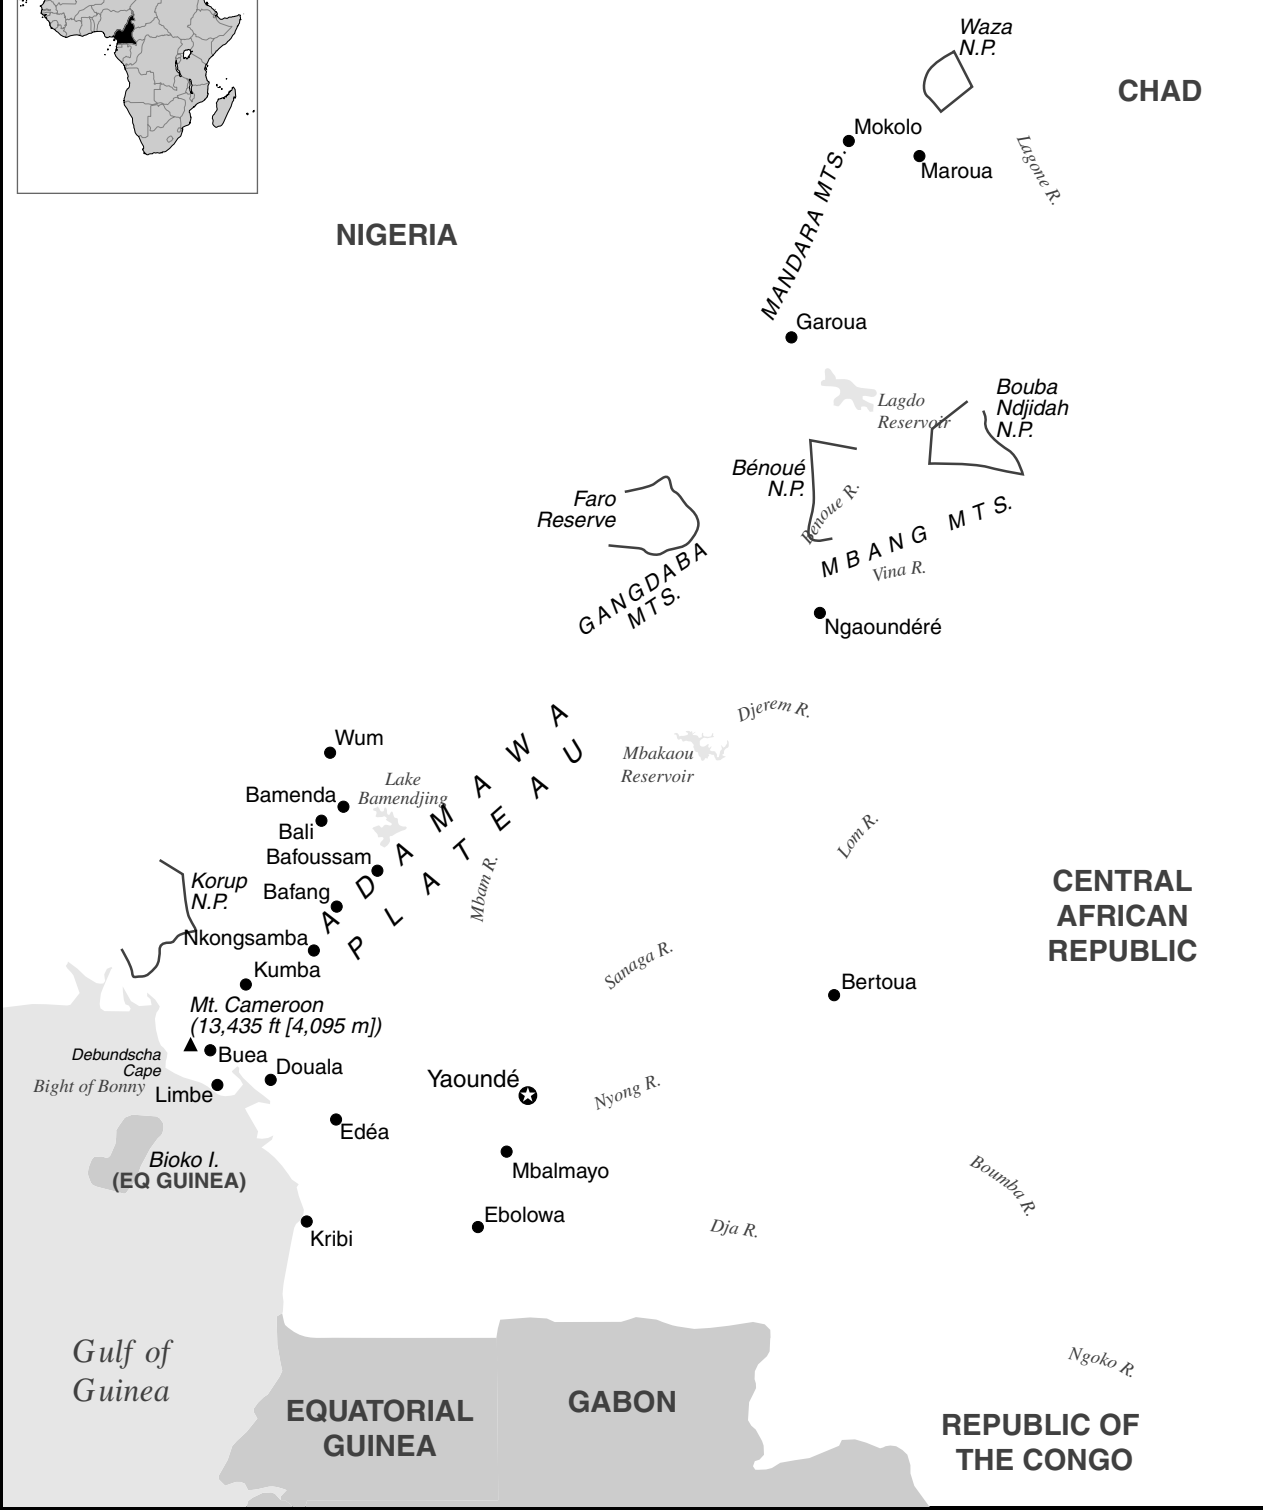 Waza
N.P.
CHAD
Mokolo
Maroua
Lagone R.
MANDARA MTS.
NIGERIA
Garoua
Lagdo
Reservoir
Bouba
Ndjidah
N.P.
Bénoué
N.P.
Benoue R.
Faro
Reserve
MBANG MTS.
Vina R.
GANGDABA
MTS.
Ngaoundéré
Djerem R.
Mbakaou
Reservoir
ADAMAWA
PLATEAU
Wum
Lake
Bamendjing
Bamenda
Bali
Bafoussam
Bafang
Mbam R.
Lom R.
Korup
N.P.
Nkongsamba
Kumba
CENTRAL
AFRICAN
REPUBLIC
Sanaga R.
Bertoua
Mt. Cameroon
(13,435 ft [4,095 m])
Debundscha
Cape
Buea
Douala
Bight of Bonny
Limbe
Yaoundé
Nyong R.
Edéa
Bioko I.
(EQ GUINEA)
Mbalmayo
Boumba R.
Ebolowa
Kribi
Dja R.
Gulf of
Guinea
Ngoko R.
EQUATORIAL
GUINEA
GABON
REPUBLIC OF
THE CONGO